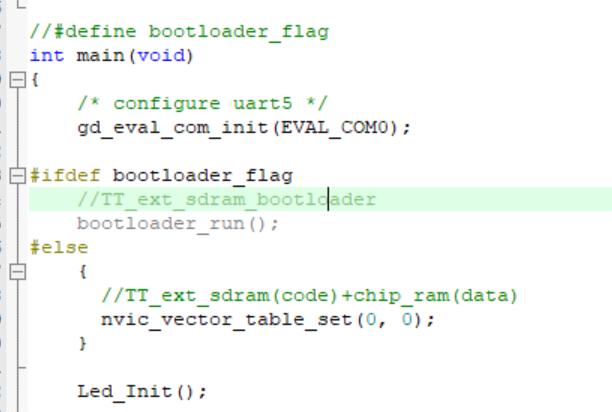 //#define bootloader_flag
int main(void)
{
/* configure uart5 */
gd_eval_com_init(EVAL_COM0);
#ifdef bootloader_flag
//TT_ext_sdram_bootloader
bootloader_run();
#else
{
//TT_ext_sdram(code)+chip_ram(data)
nvic_vector_table_set(0, 0);
}
Led_Init();